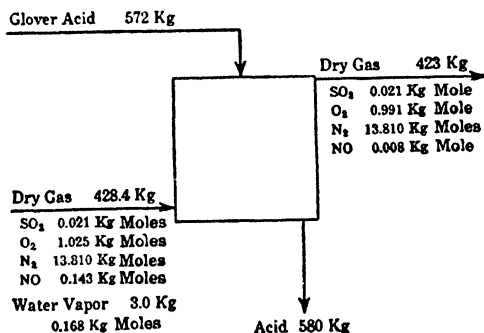 Glover Acid 572 Kg
Dry Gas 423 Kg
SO₂ 0.021 Kg Mole
O₂ 0.991 Kg Mole
N₂ 13.810 Kg Moles
NO 0.008 Kg Mole
Dry Gas 428.4 Kg
SO₂ 0.021 Kg Moles
O₂ 1.025 Kg Moles
N₂ 13.810 Kg Moles
NO 0.143 Kg Moles
Water Vapor 3.0 Kg
0.168 Kg Moles
Acid 580 Kg